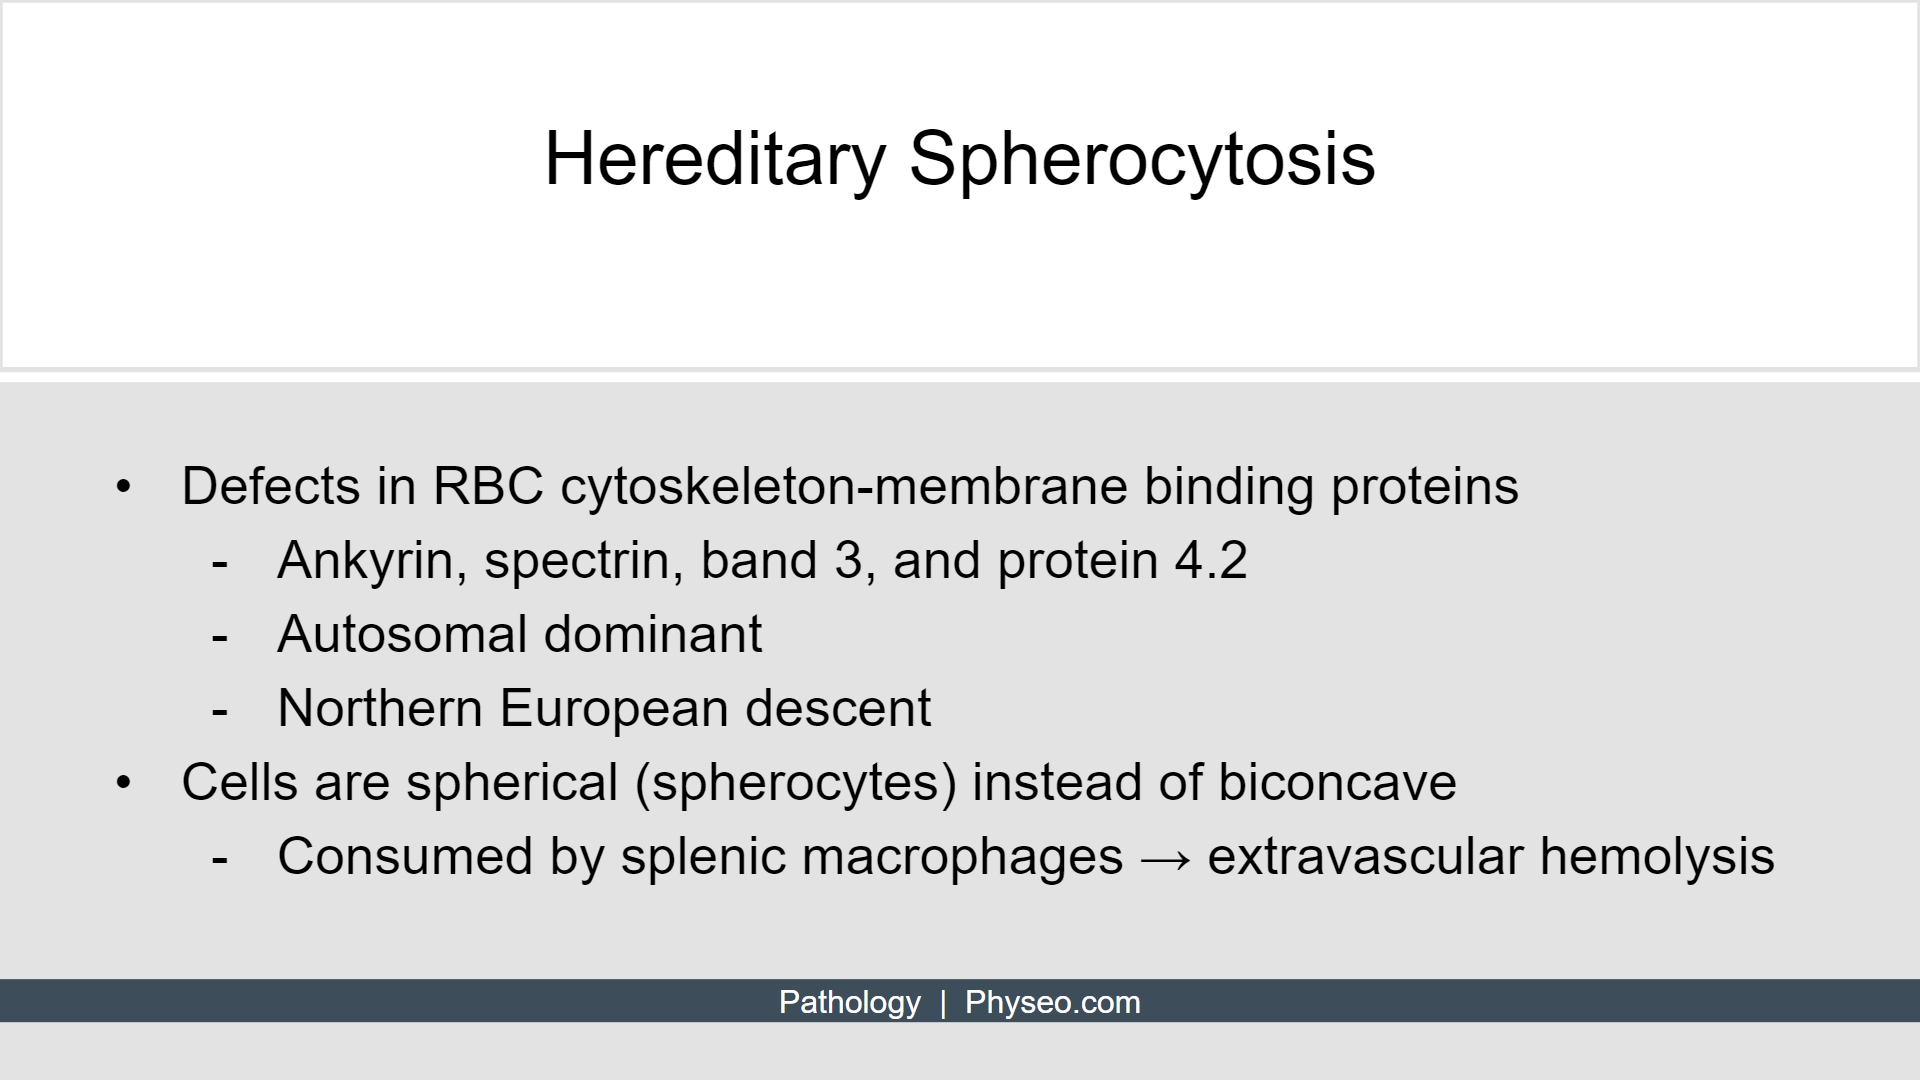 Hereditary Spherocytosis
• Defects in RBC cytoskeleton-membrane binding proteins
- Ankyrin, spectrin, band 3, and protein 4.2
- Autosomal dominant
- Northern European descent
• Cells are spherical (spherocytes) instead of biconcave
- Consumed by splenic macrophages → extravascular hemolysis
Pathology | Physeo.com